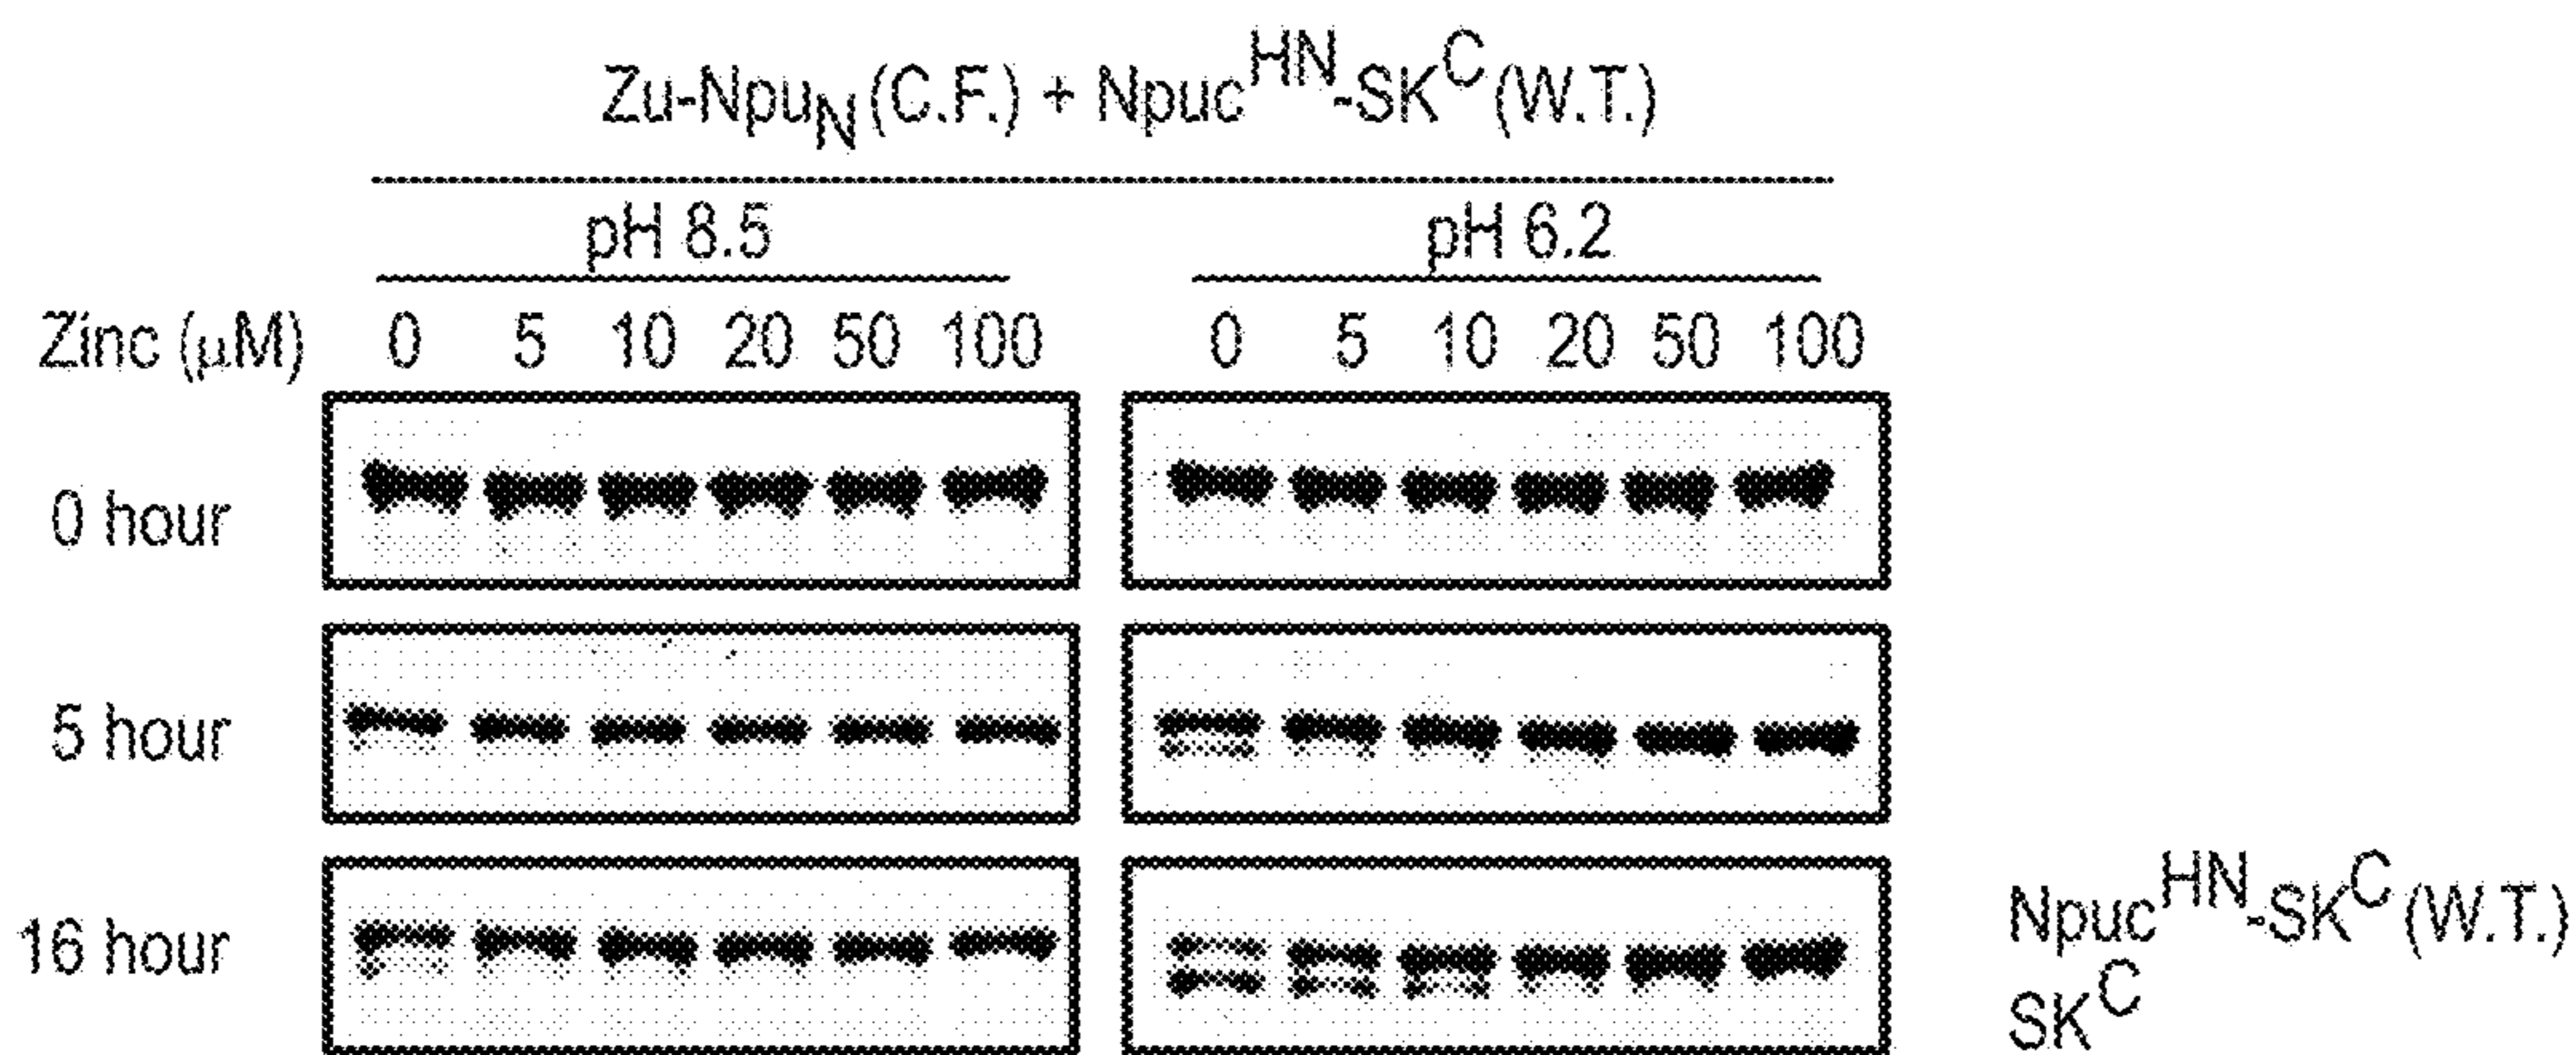 Zu-NpuN(C.F.) + NpucHN-SKC(W.T.)
pH 8.5 pH 6.2
Zinc (µM) 0 5 10 20 50 100 0 5 10 20 50 100
0 hour
5 hour
16 hour
NpucHN-SKC(W.T.)
SKC